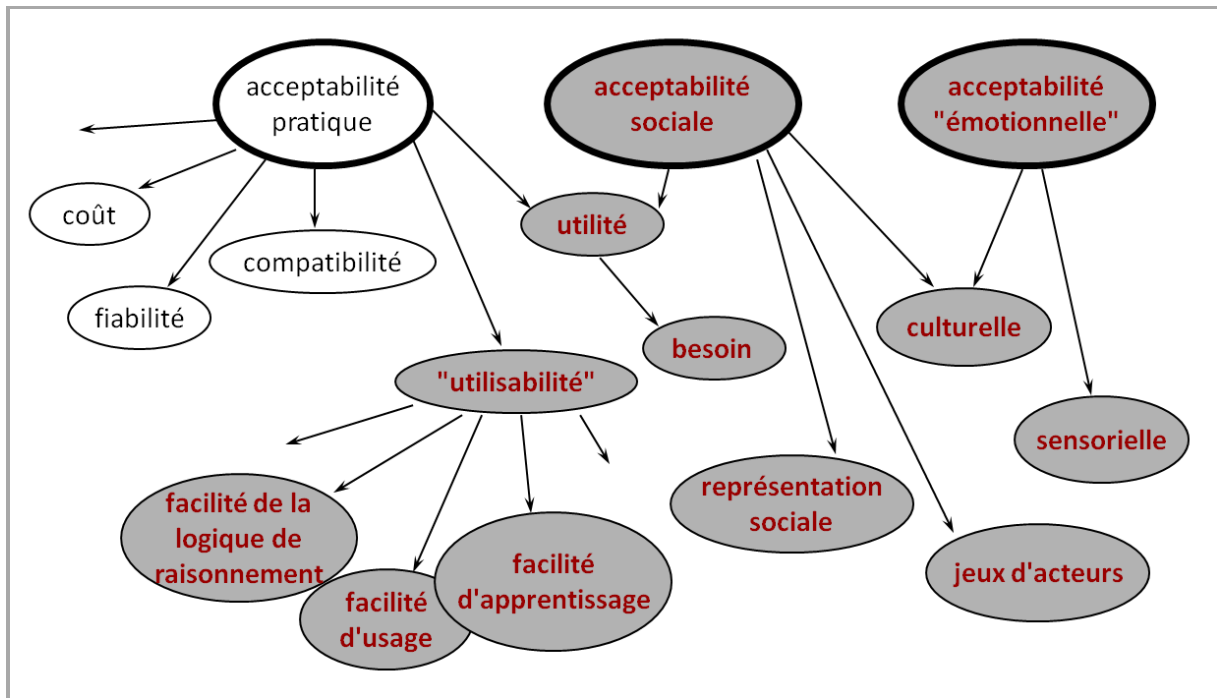 acceptabilité
pratique
acceptabilité
sociale
acceptabilité
"émotionnelle"
coût
utilité
compatibilité
fiabilité
culturelle
besoin
"utilisabilité"
sensorielle
facilité de la
logique de
raisonnement
représentation
sociale
facilité
d'apprentissage
jeux d'acteurs
facilité
d'usage